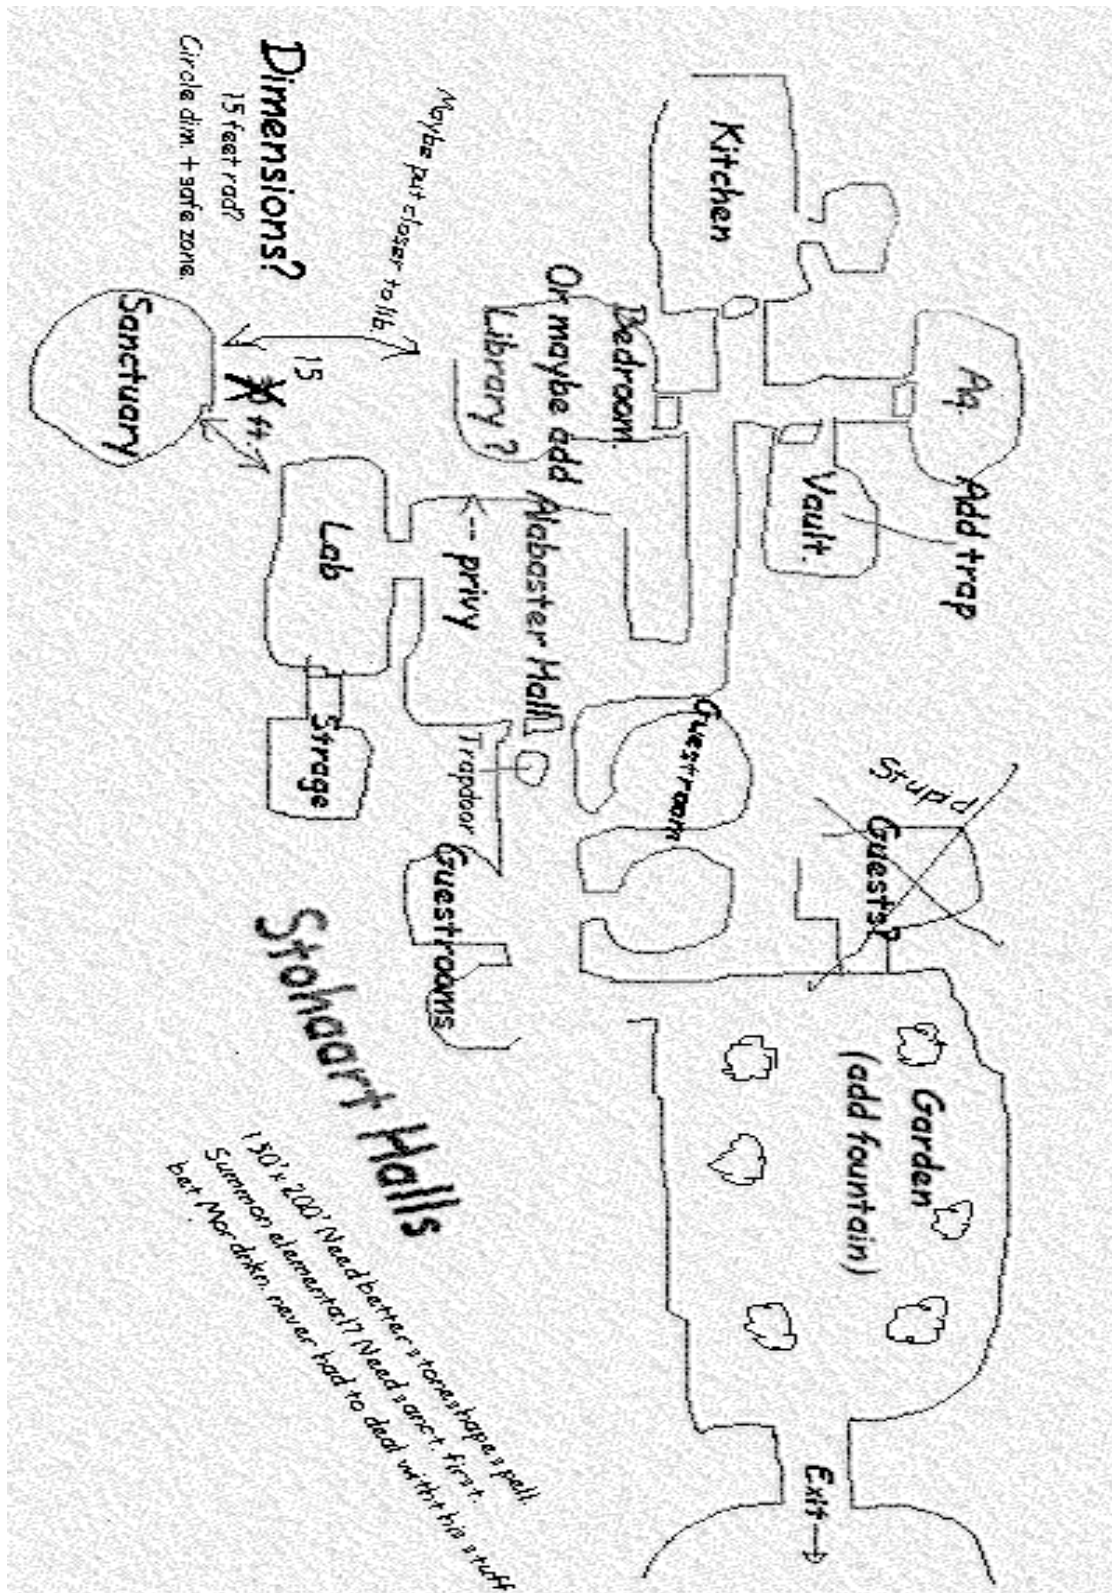 Dimensions?
15 feet rad?
Circle dim. + safe zone.
Maybe put closer to lib.
Kitchen
Bedroom.
Or maybe add
Library?
Sanctuary
15
ft.
Aq.
Add trap
Vault.
Lab
<-- privy
Alabaster Hall
Strage
Trapdoor
Guestroom
Guestrooms
Stupid
Guests?
Stohaart Halls
Garden
(add fountain)
150'x 200' Need better stoneshape spell.
Summon elemental? Need sanct. first.
bet Mordnkn. never had to deal with this stuff
Exit →